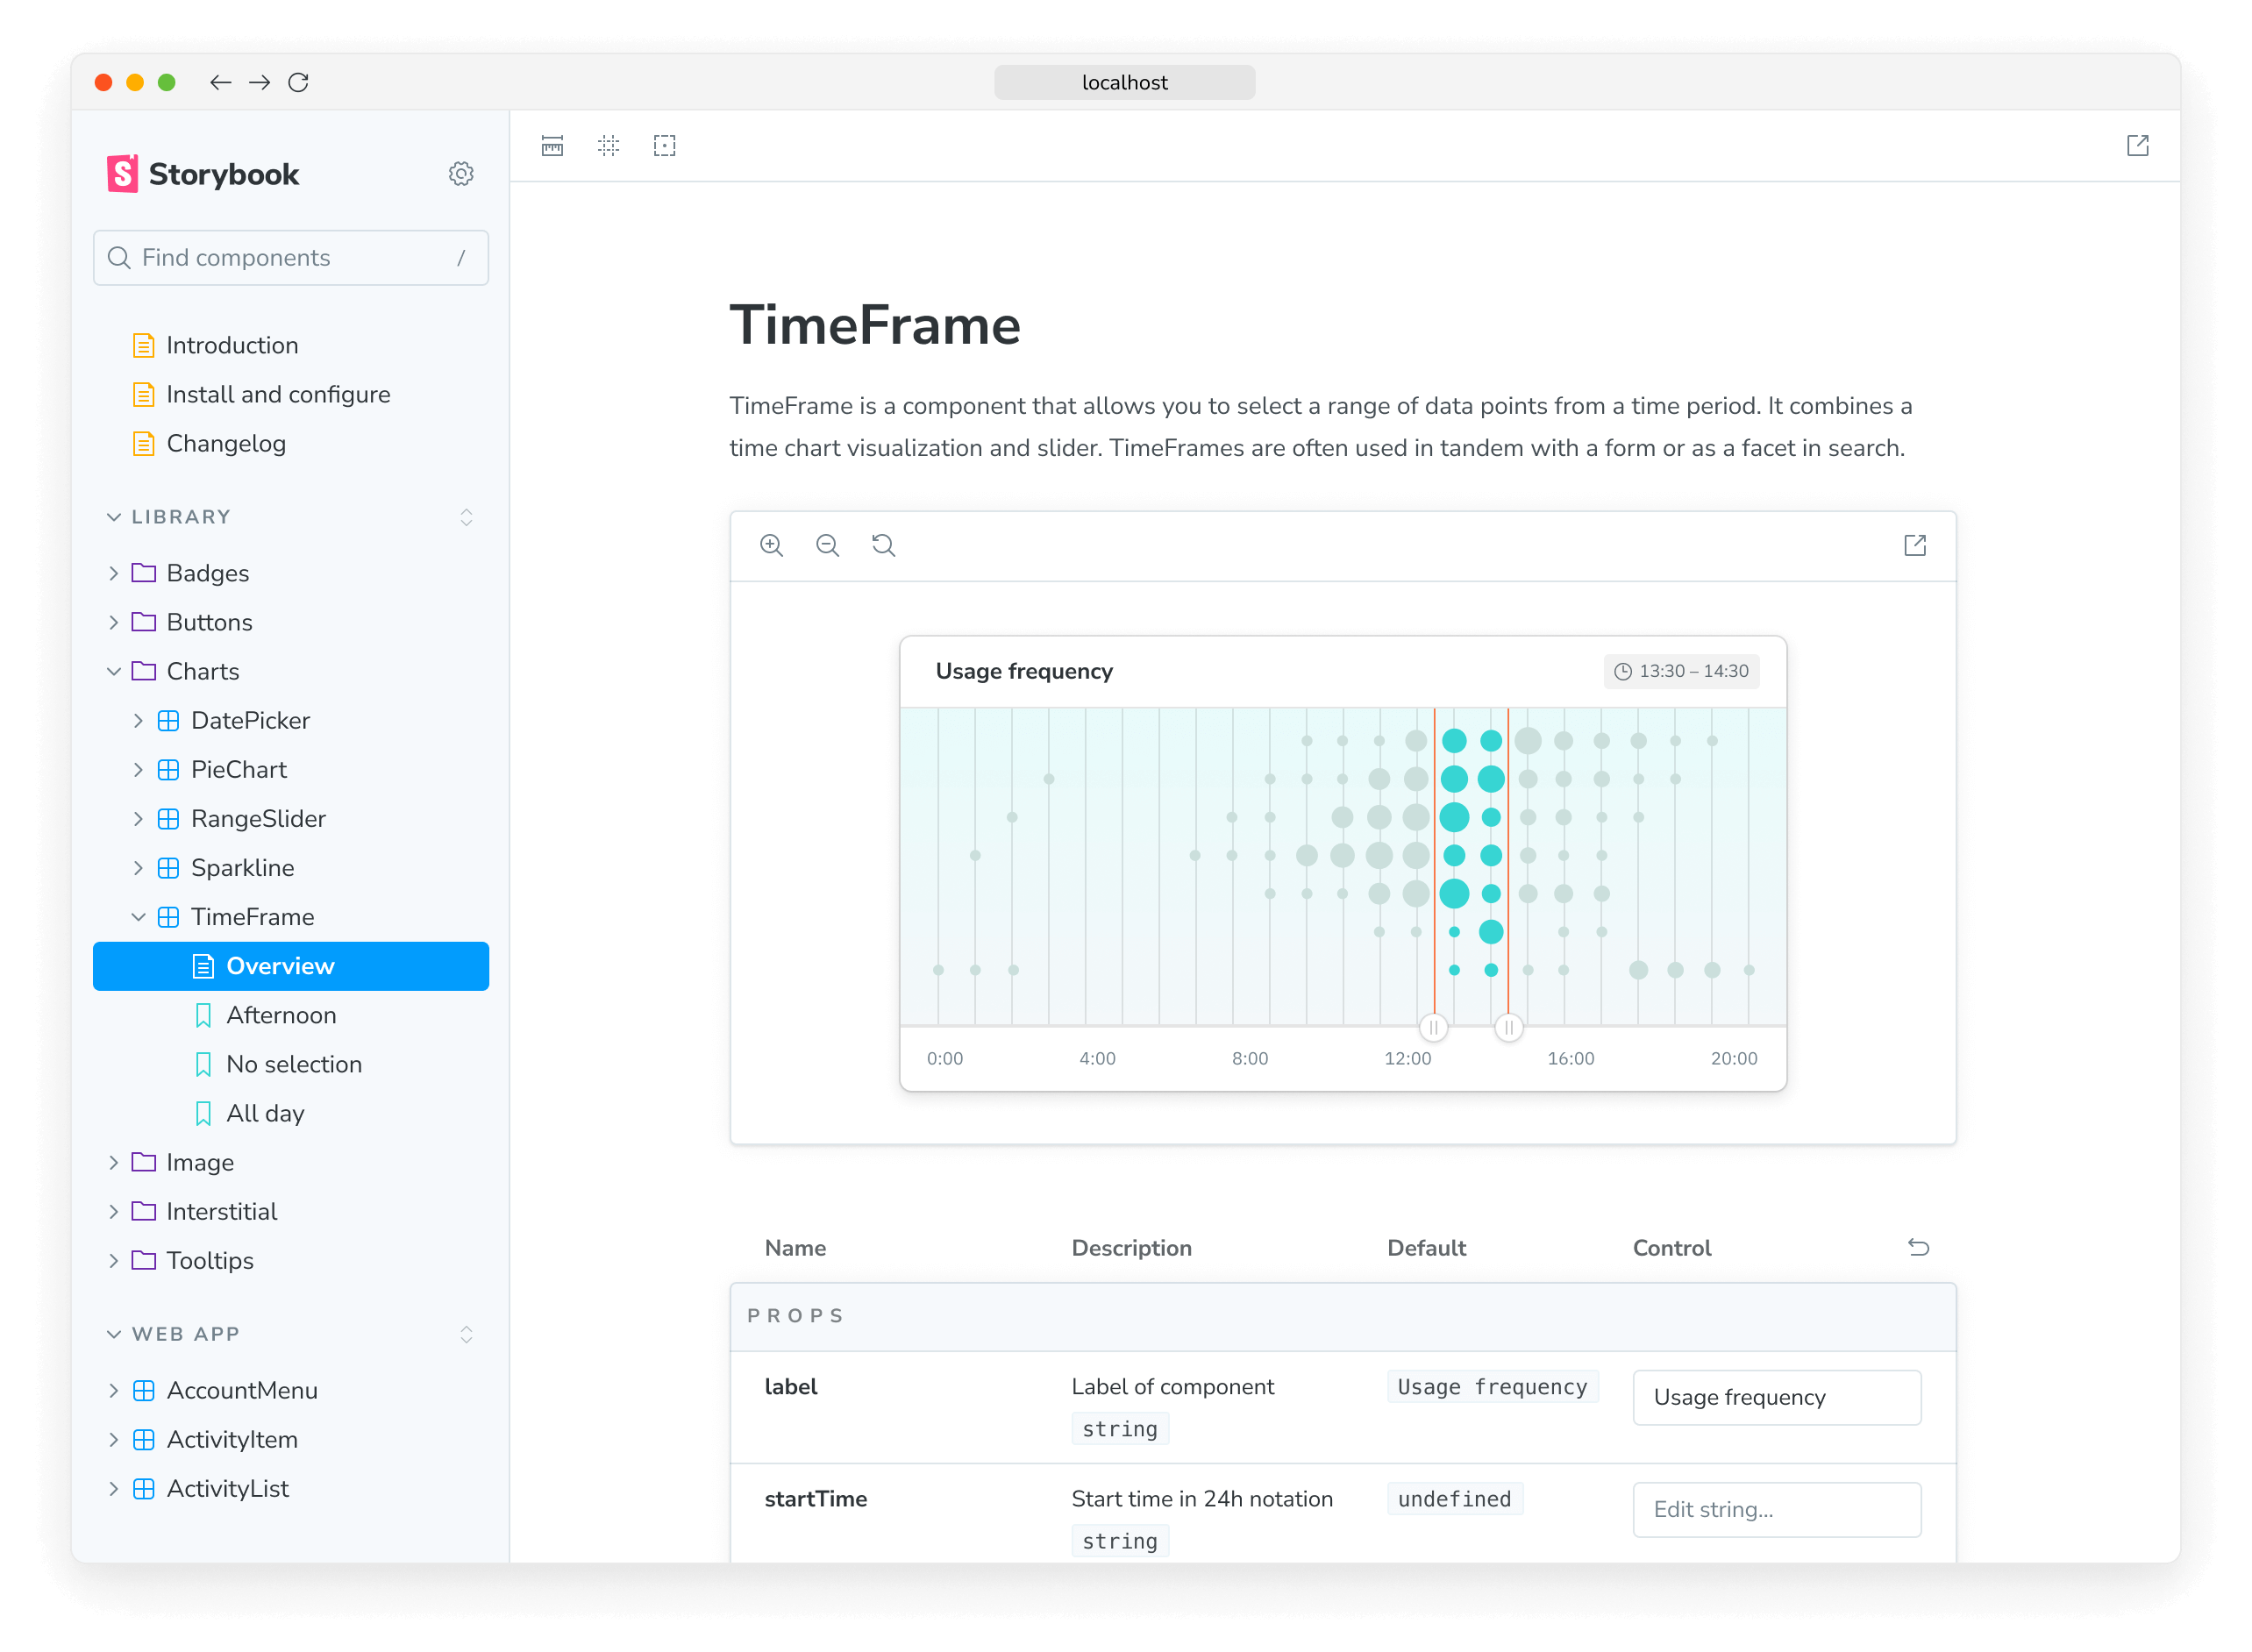 localhost
Storybook
Find components /
Introduction
Install and configure
Changelog
LIBRARY
Badges
Buttons
Charts
DatePicker
PieChart
RangeSlider
Sparkline
TimeFrame
Overview
Afternoon
No selection
All day
Image
Interstitial
Tooltips
WEB APP
AccountMenu
ActivityItem
ActivityList
TimeFrame
TimeFrame is a component that allows you to select a range of data points from a time period. It combines a
time chart visualization and slider. TimeFrames are often used in tandem with a form or as a facet in search.
Usage frequency 13:30 – 14:30
0:00 4:00 8:00 12:00 16:00 20:00
Name Description Default Control
PROPS
label Label of component Usage frequency Usage frequency
string
startTime Start time in 24h notation undefined Edit string...
string